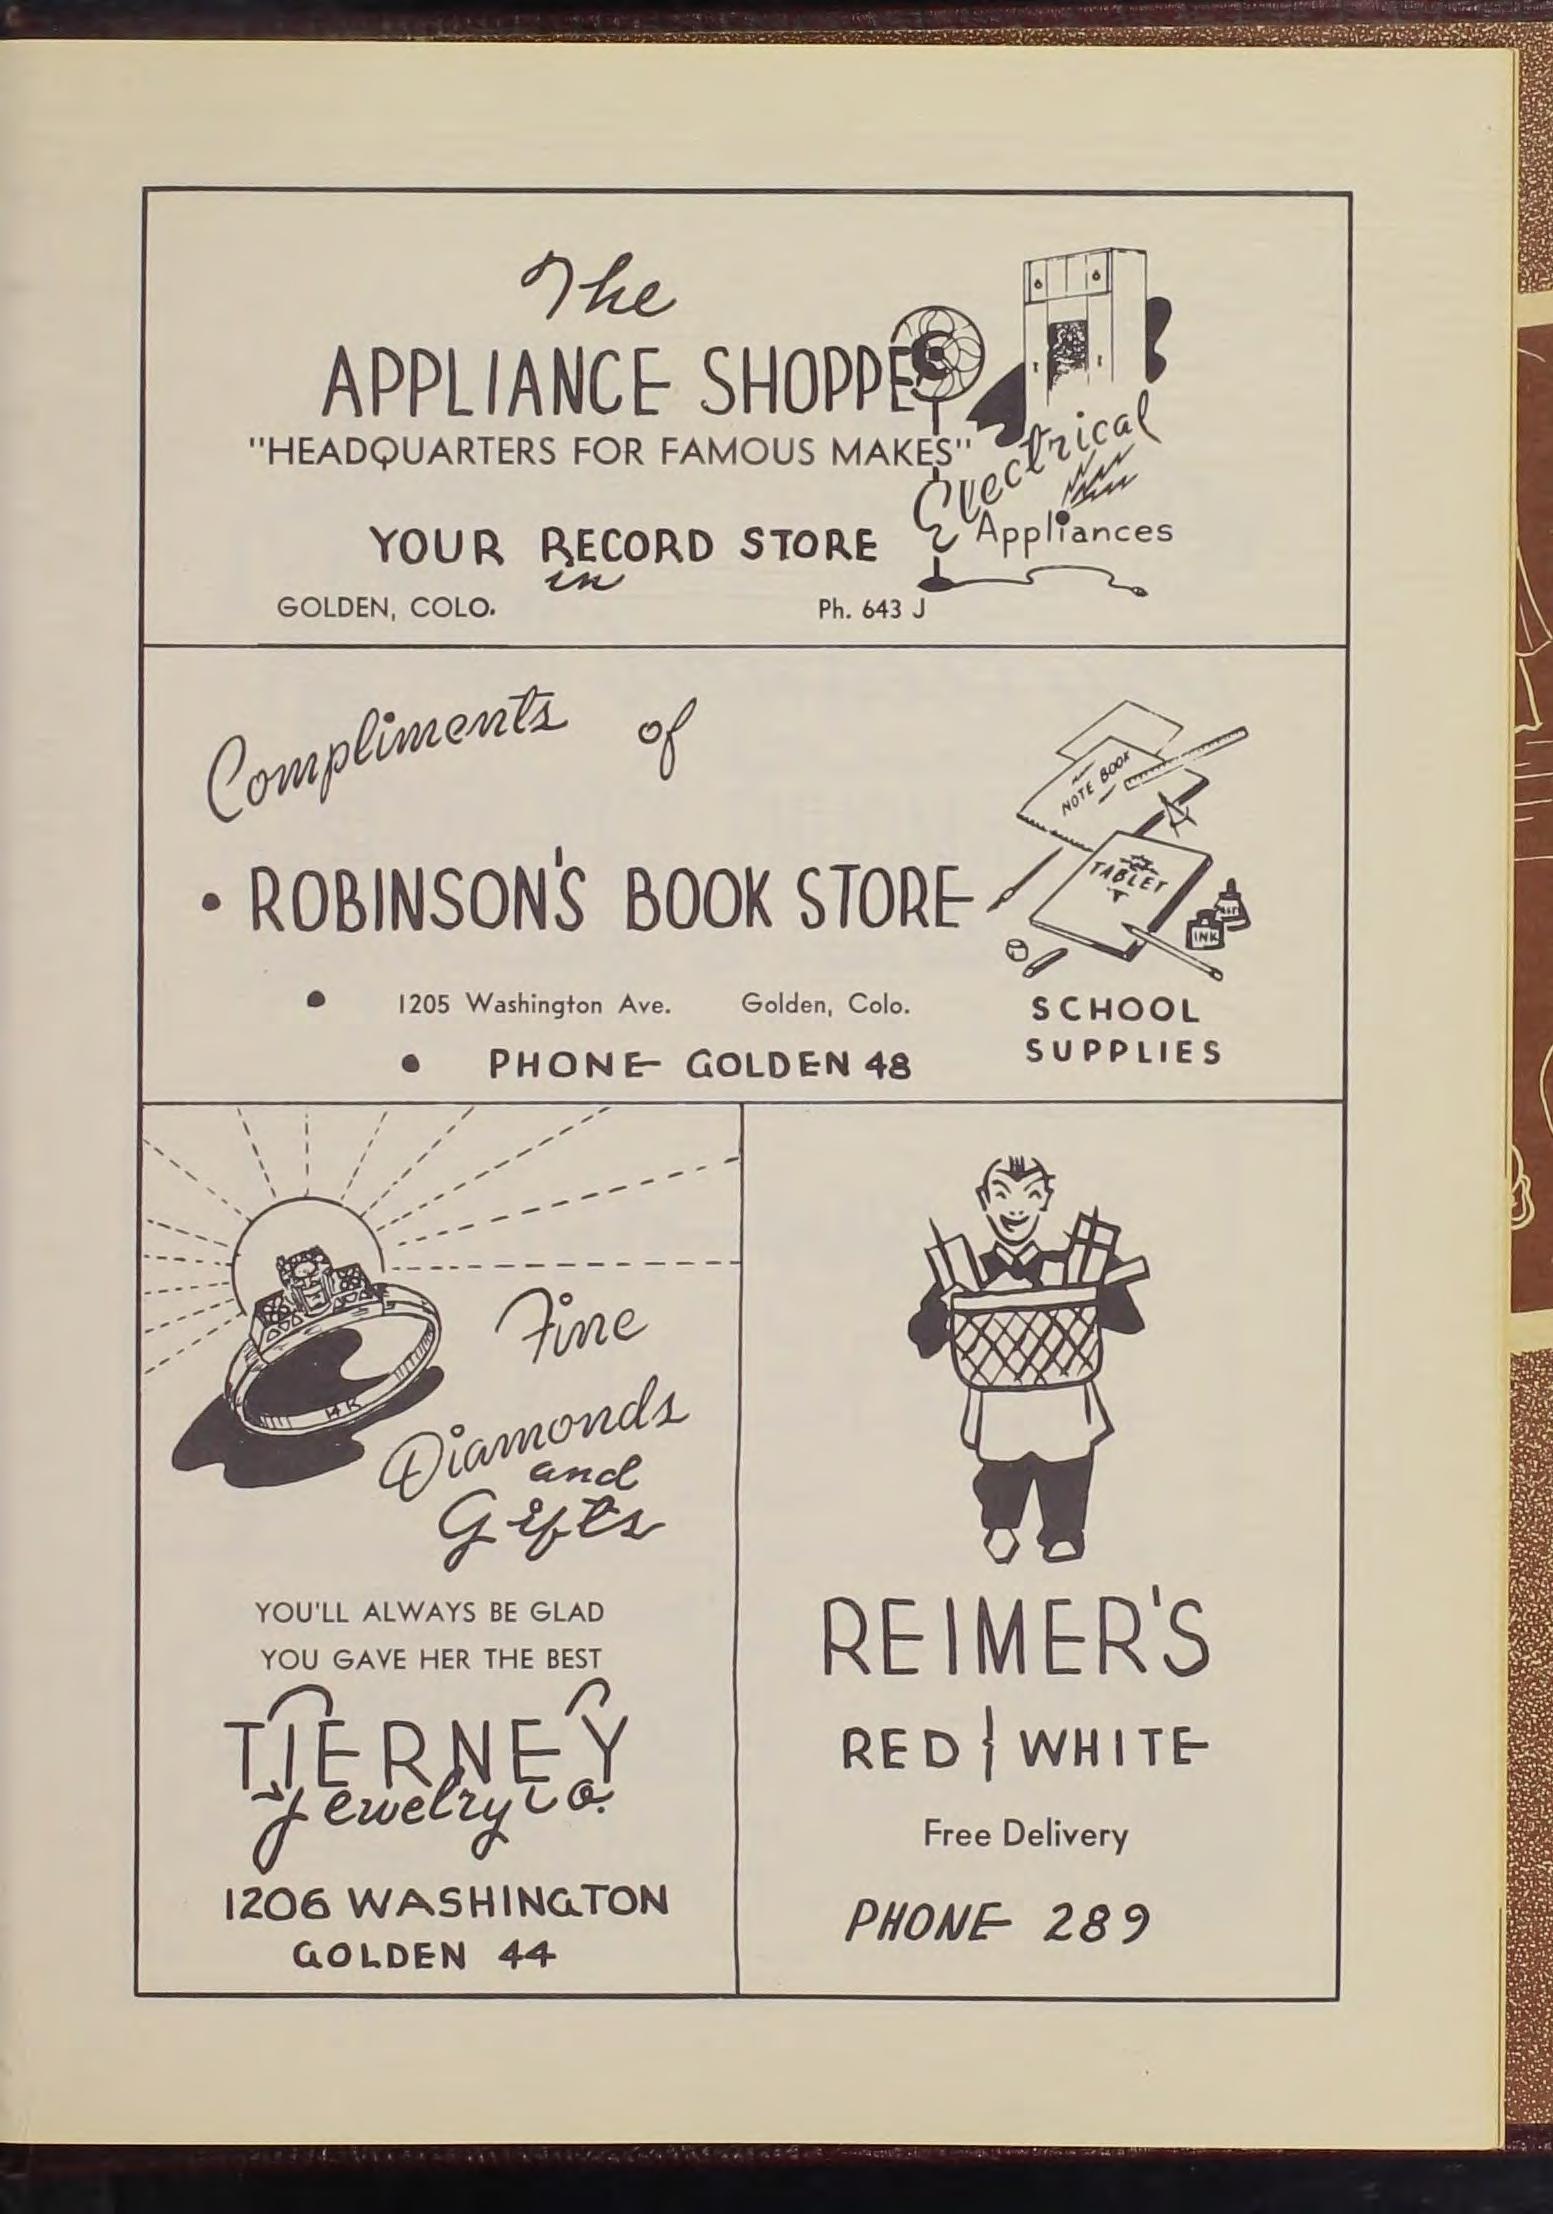 The
APPLIANCE SHOPPE
"HEADQUARTERS FOR FAMOUS MAKES"
Electrical
Appliances
YOUR RECORD STORE
in
GOLDEN, COLO. Ph. 643 J
Compliments of
NOTE BOOK
TABLET
INK
• ROBINSON'S BOOK STORE
• 1205 Washington Ave. Golden, Colo.
• PHONE GOLDEN 48
SCHOOL
SUPPLIES
14 K
Fine
Diamonds
and
Gifts
YOU'LL ALWAYS BE GLAD
YOU GAVE HER THE BEST
TIERNEY
Jewelry Co.
1206 WASHINGTON
GOLDEN 44
REIMER'S
RED & WHITE
Free Delivery
PHONE 289